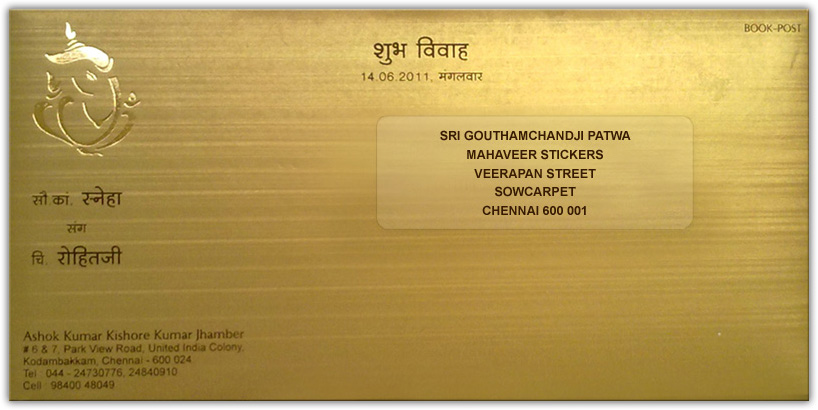 BOOK-POST
शुभ विवाह
14.06.2011, मंगलवार
SRI GOUTHAMCHANDJI PATWA
MAHAVEER STICKERS
VEERAPAN STREET
SOWCARPET
CHENNAI 600 001
सौ.कां. स्नेहा
संग
चि. रोहितजी
Ashok Kumar Kishore Kumar Jhamber
# 6 & 7, Park View Road, United India Colony,
Kodambakkam, Chennai - 600 024
Tel : 044 - 24730776, 24840910
Cell : 98400 48049